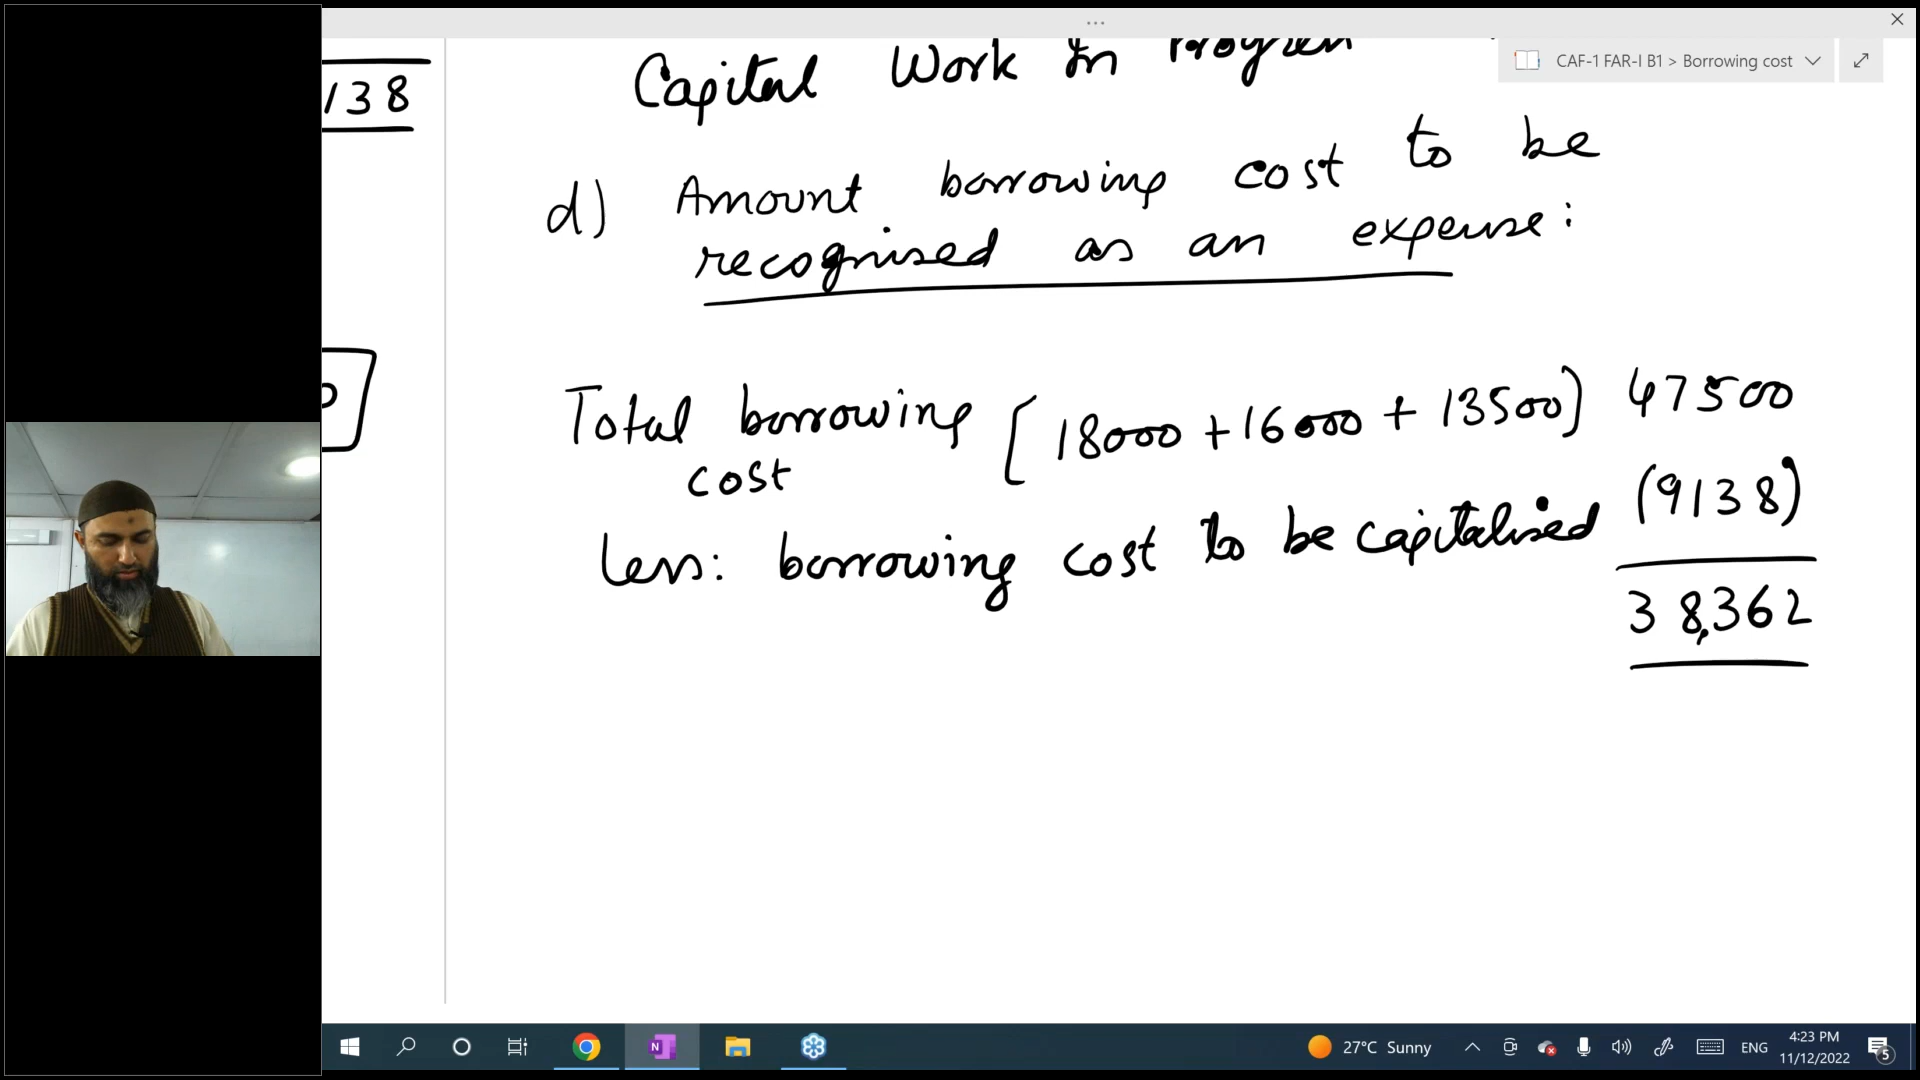 CAF-1 FAR-I B1 > Borrowing cost
138
Capital Work In Progress
d) Amount borrowing cost to be
recognised as an expense:
Total borrowing [18000 + 16000 + 13500] 47500
cost
Less: borrowing cost to be capitalised (9138)
38,362
27°C Sunny
ENG
4:23 PM
11/12/2022
5